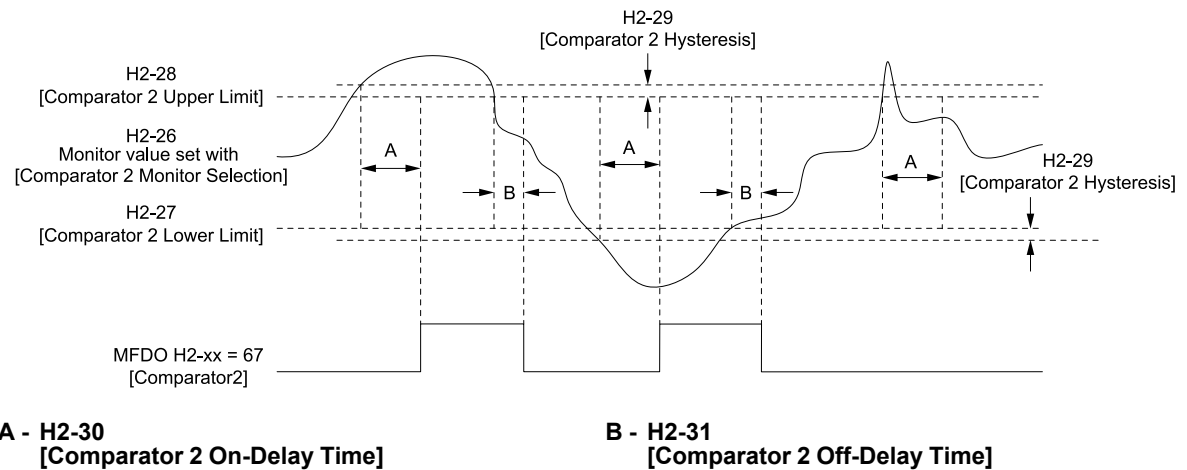 H2-29
[Comparator 2 Hysteresis]
H2-28
[Comparator 2 Upper Limit]
H2-26
Monitor value set with
[Comparator 2 Monitor Selection]
A
B
A
B
A
H2-29
[Comparator 2 Hysteresis]
H2-27
[Comparator 2 Lower Limit]
MFDO H2-xx = 67
[Comparator2]
A - H2-30
[Comparator 2 On-Delay Time]
B - H2-31
[Comparator 2 Off-Delay Time]